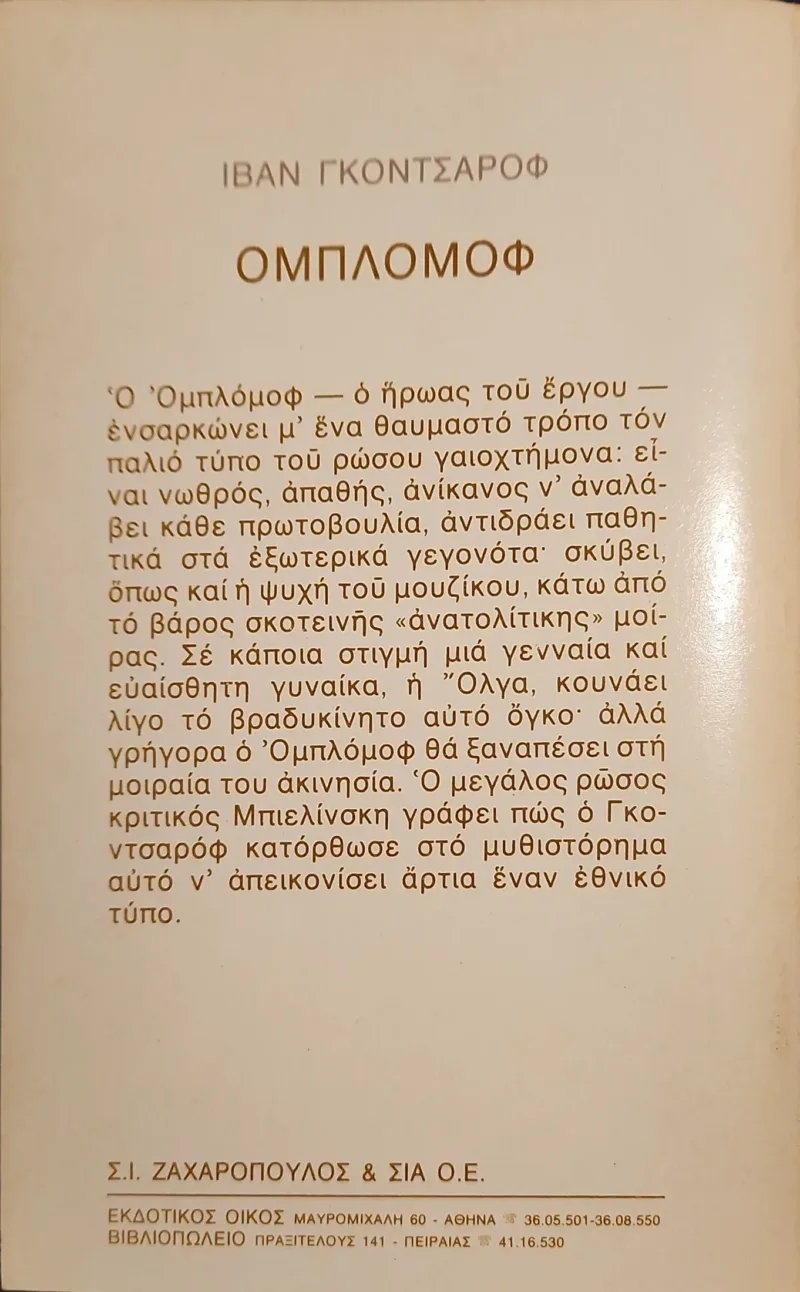 ΙΒΑΝ ΓΚΟΝΤΣΑΡΟΦ
ΟΜΠΛΟΜΟΦ
Ὁ Ὀμπλόμοφ — ὁ ἥρωας τοῦ ἔργου —
ἐνσαρκώνει μ’ ἕνα θαυμαστό τρόπο τόν
παλιό τύπο τοῦ ρώσου γαιοχτήμονα: εἶ-
ναι νωθρός, ἀπαθής, ἀνίκανος ν’ ἀναλά-
βει κάθε πρωτοβουλία, ἀντιδράει παθη-
τικά στά ἐξωτερικά γεγονότα· σκύβει,
ὅπως καί ἡ ψυχή τοῦ μουζίκου, κάτω ἀπό
τό βάρος σκοτεινῆς «ἀνατολίτικης» μοί-
ρας. Σέ κάποια στιγμή μιά γενναία καί
εὐαίσθητη γυναίκα, ἡ Ὄλγα, κουνάει
λίγο τό βραδυκίνητο αὐτό ὄγκο· ἀλλά
γρήγορα ὁ Ὀμπλόμοφ θά ξαναπέσει στή
μοιραία του ἀκινησία. Ὁ μεγάλος ρῶσος
κριτικός Μπιελίνσκη γράφει πώς ὁ Γκο-
ντσαρόφ κατόρθωσε στό μυθιστόρημα
αὐτό ν’ ἀπεικονίσει ἄρτια ἕναν ἐθνικό
τύπο.
Σ.Ι. ΖΑΧΑΡΟΠΟΥΛΟΣ & ΣΙΑ Ο.Ε.
ΕΚΔΟΤΙΚΟΣ ΟΙΚΟΣ ΜΑΥΡΟΜΙΧΑΛΗ 60 - ΑΘΗΝΑ ☏ 36.05.501-36.08.550
ΒΙΒΛΙΟΠΩΛΕΙΟ ΠΡΑΞΙΤΕΛΟΥΣ 141 - ΠΕΙΡΑΙΑΣ ☏ 41.16.530